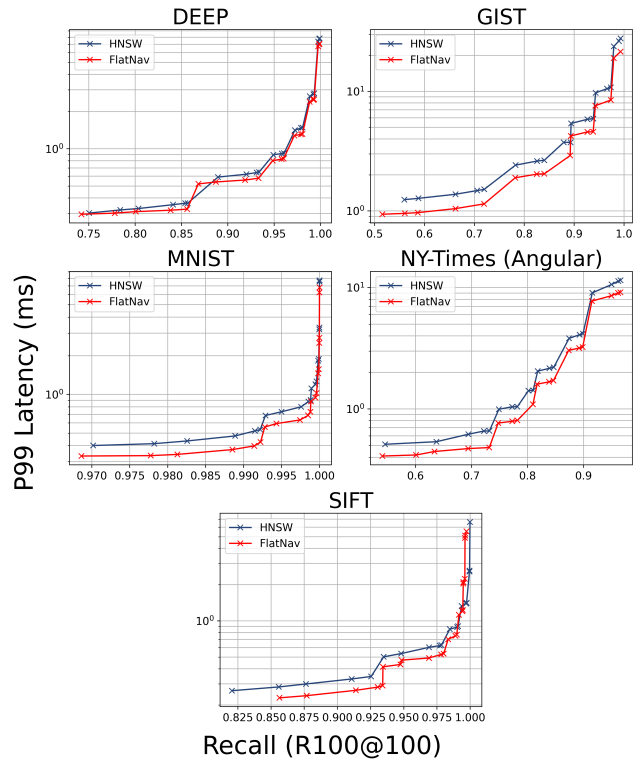 DEEP
GIST
HNSW
FlatNav
HNSW
FlatNav
10⁰
10¹
10⁰
0.75 0.80 0.85 0.90 0.95 1.00
0.5 0.6 0.7 0.8 0.9 1.0
MNIST
NY-Times (Angular)
HNSW
FlatNav
HNSW
FlatNav
10⁰
10¹
10⁰
0.970 0.975 0.980 0.985 0.990 0.995 1.000
0.6 0.7 0.8 0.9
P99 Latency (ms)
SIFT
HNSW
FlatNav
10⁰
0.825 0.850 0.875 0.900 0.925 0.950 0.975 1.000
Recall (R100@100)